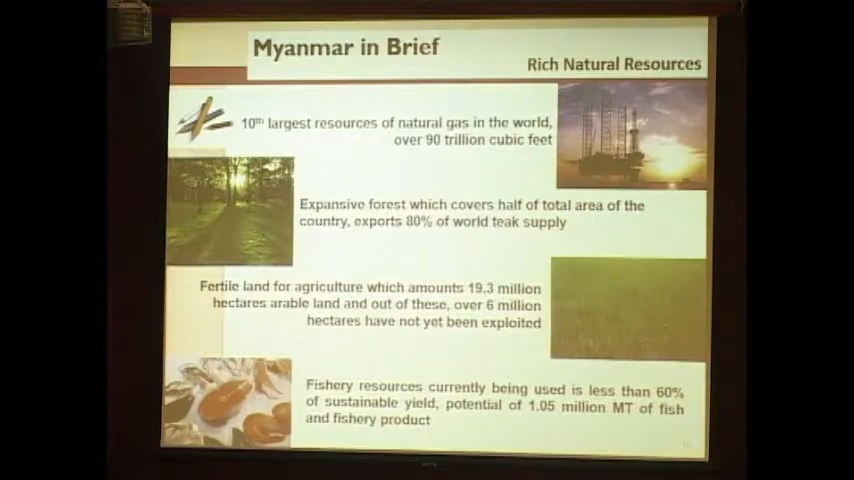 Myanmar in Brief
Rich Natural Resources
10th largest resources of natural gas in the world,
over 90 trillion cubic feet
Expansive forest which covers half of total area of the
country, exports 80% of world teak supply
Fertile land for agriculture which amounts 19.3 million
hectares arable land and out of these, over 6 million
hectares have not yet been exploited
Fishery resources currently being used is less than 60%
of sustainable yield, potential of 1.05 million MT of fish
and fishery product